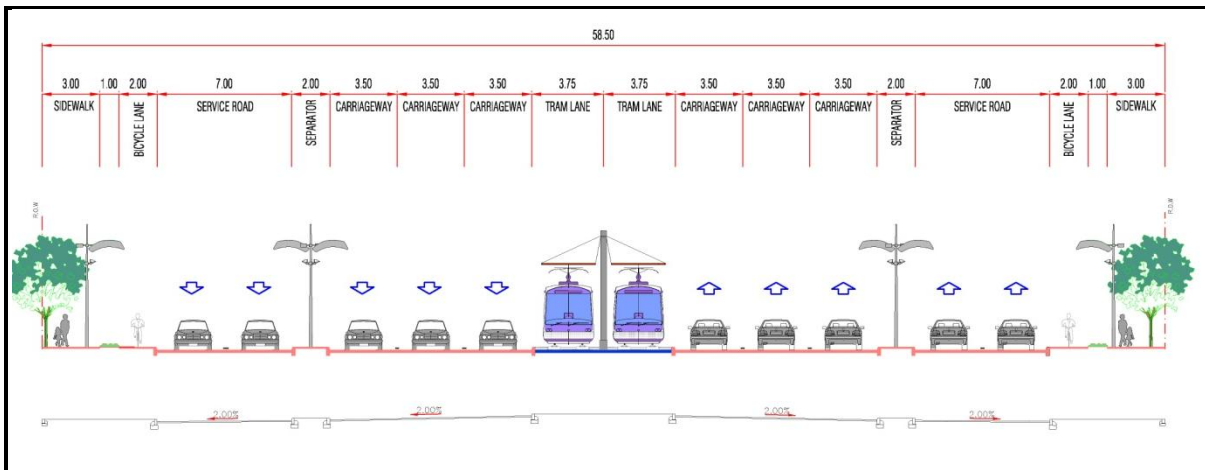 58.50
3.00 1.00 2.00 7.00 2.00 3.50 3.50 3.50 3.75 3.75 3.50 3.50 3.50 2.00 7.00 2.00 1.00 3.00
SIDEWALK BICYCLE LANE SERVICE ROAD SEPARATOR CARRIAGEWAY CARRIAGEWAY CARRIAGEWAY TRAM LANE TRAM LANE CARRIAGEWAY CARRIAGEWAY CARRIAGEWAY SEPARATOR SERVICE ROAD BICYCLE LANE SIDEWALK
R.O.W R.O.W
2.00% 2.00% 2.00% 2.00%